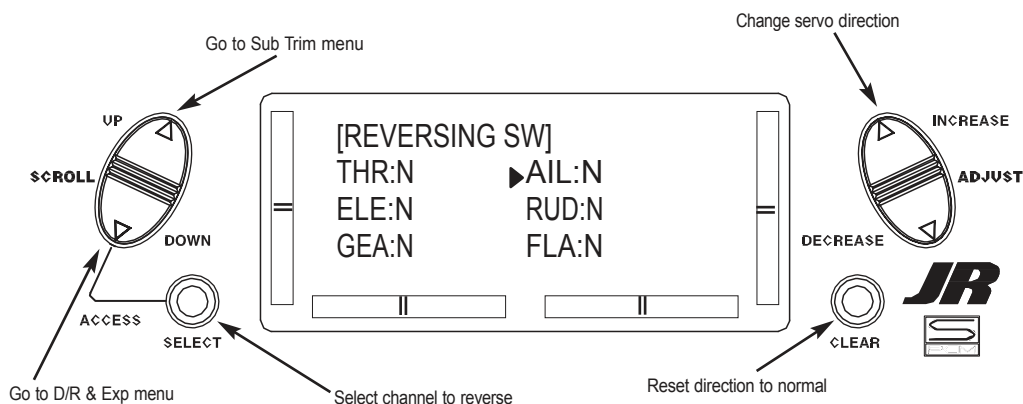 Change servo direction
Go to Sub Trim menu
UP
INCREASE
[REVERSING SW]
THR:N AIL:N
SCROLL
ADJUST
ELE:N RUD:N
DOWN
DECREASE
GEA:N FLA:N
JR
S
ACCESS
SELECT
CLEAR
Go to D/R & Exp menu
Select channel to reverse
Reset direction to normal